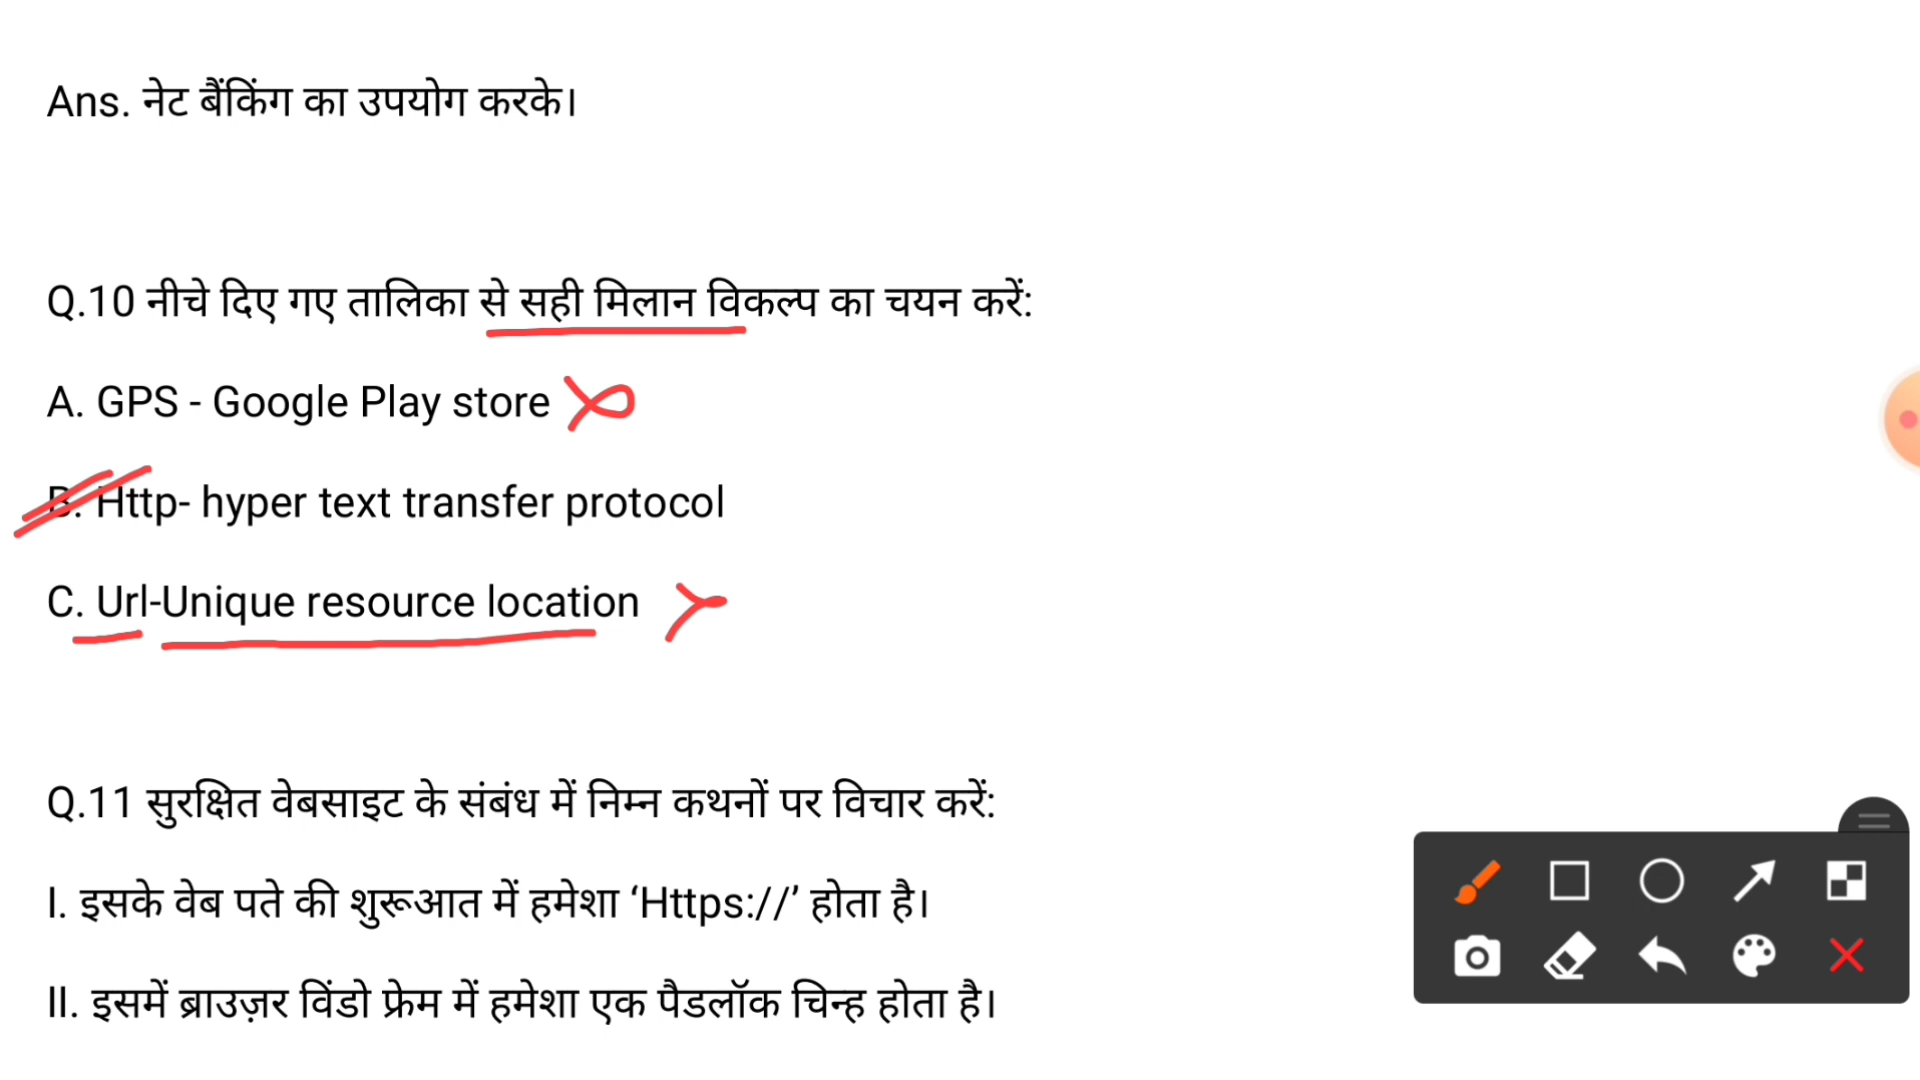 Ans. नेट बैंकिंग का उपयोग करके।
Q.10 नीचे दिए गए तालिका से सही मिलान विकल्प का चयन करें:
A. GPS - Google Play store
B. Http- hyper text transfer protocol
C. Url-Unique resource location
Q.11 सुरक्षित वेबसाइट के संबंध में निम्न कथनों पर विचार करें:
I. इसके वेब पते की शुरूआत में हमेशा ‘Https://’ होता है।
II. इसमें ब्राउज़र विंडो फ्रेम में हमेशा एक पैडलॉक चिन्ह होता है।